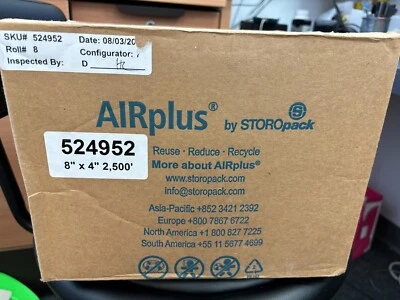 SKU# 524952 Date: 08/03/20
Roll# 8 Configurator:
Inspected By: D HL
AIRplus® by STOROpack
524952
8" x 4" 2,500'
Reuse · Reduce · Recycle
More about AIRplus®
www.storopack.com
info@storopack.com
Asia-Pacific +852 3421 2392
Europe +800 7867 6722
North America +1 800 827 7225
South America +55 11 5677 4699